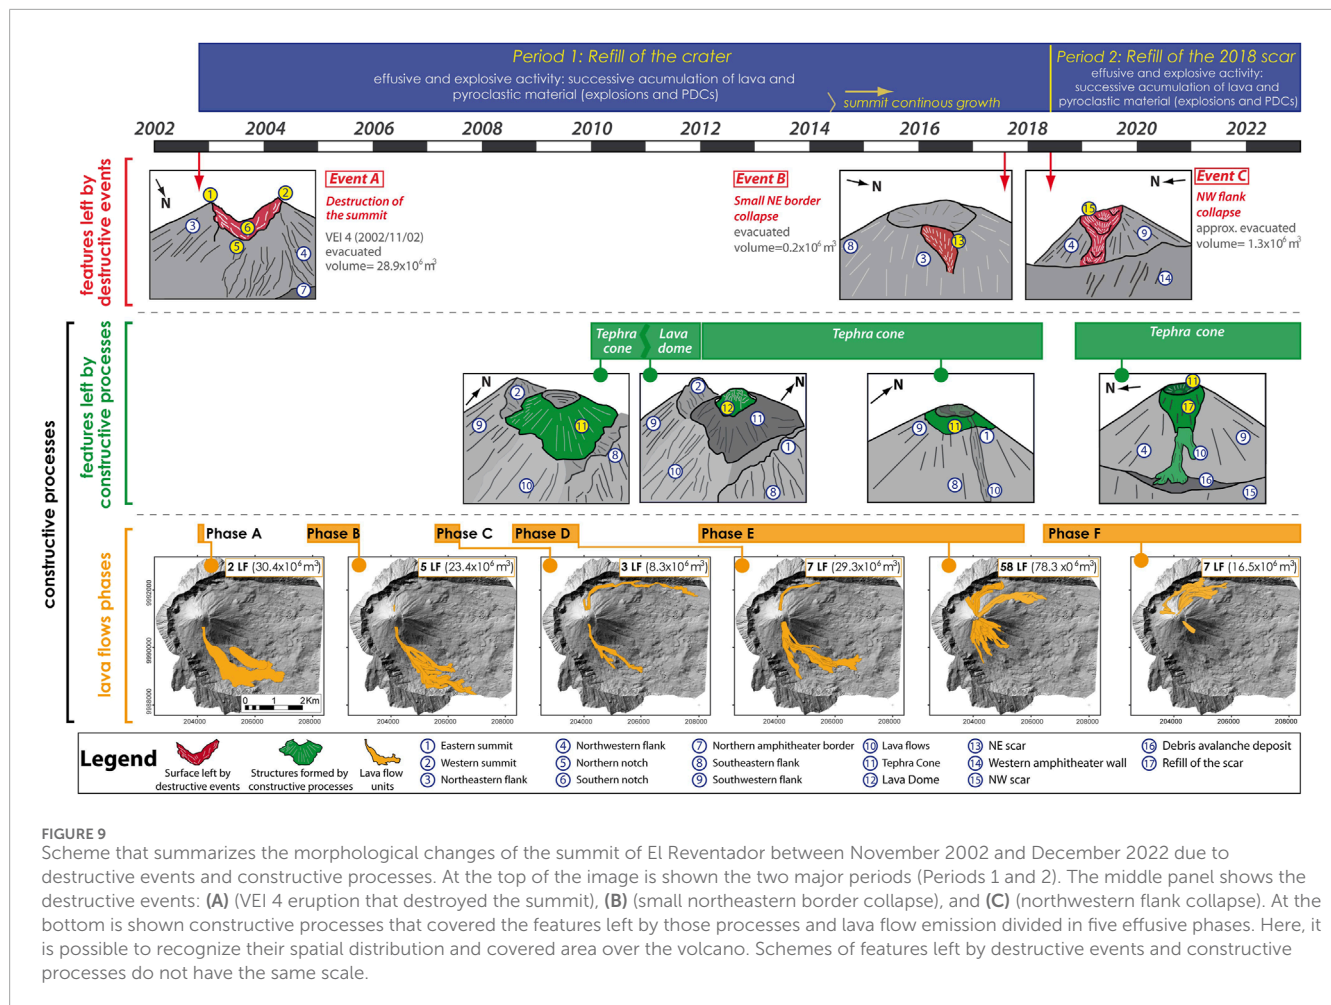 Period 1: Refill of the crater
effusive and explosive activity: successive acumulation of lava and
pyroclastic material (explosions and PDCs)
summit continous growth
Period 2: Refill of the 2018 scar
effusive and explosive activity:
successive acumulation of lava and
pyroclastic material (explosions and PDCs)
2002 2004 2006 2008 2010 2012 2014 2016 2018 2020 2022
features left by
destructive events
N
1
2
3
6
5
4
7
Event A
Destruction of
the summit
VEI 4 (2002/11/02)
evacuated
volume= 28.9x10⁶ m³
Event B
Small NE border
collapse
evacuated
volume=0.2x10⁶ m³
N
8
3
13
N
15
4
9
14
Event C
NW flank
collapse
approx. evacuated
volume= 1.3x10⁶ m³
constructive processes
features left by
constructive processes
Tephra
cone
Lava
dome
Tephra cone
Tephra cone
N
2
9
11
8
10
2
N
12
11
9
1
10
8
N
9
11
1
8
10
N
11
17
9
4
10
16
15
lava flows phases
Phase A
Phase B
Phase C
Phase D
Phase E
Phase F
2 LF (30.4x10⁶ m³)
5 LF (23.4x10⁶ m³)
3 LF (8.3x10⁶ m³)
7 LF (29.3x10⁶ m³)
58 LF (78.3 x0⁶ m³)
7 LF (16.5x10⁶ m³)
9992000
9990000
9988000
0 1 2Km
204000 206000 208000
204000 206000 208000
204000 206000 208000
204000 206000 208000
204000 206000 208000
204000 206000 208000
Legend
Surface left by
destructive events
Structures formed by
constructive processes
Lava flow
units
1 Eastern summit
2 Western summit
3 Northeastern flank
4 Northwestern flank
5 Northern notch
6 Southern notch
7 Northern amphitheater border
8 Southeastern flank
9 Southwestern flank
10 Lava flows
11 Tephra Cone
12 Lava Dome
13 NE scar
14 Western amphitheater wall
15 NW scar
16 Debris avalanche deposit
17 Refill of the scar
FIGURE 9
Scheme that summarizes the morphological changes of the summit of El Reventador between November 2002 and December 2022 due to
destructive events and constructive processes. At the top of the image is shown the two major periods (Periods 1 and 2). The middle panel shows the
destructive events: (A) (VEI 4 eruption that destroyed the summit), (B) (small northeastern border collapse), and (C) (northwestern flank collapse). At the
bottom is shown constructive processes that covered the features left by those processes and lava flow emission divided in five effusive phases. Here, it
is possible to recognize their spatial distribution and covered area over the volcano. Schemes of features left by destructive events and constructive
processes do not have the same scale.